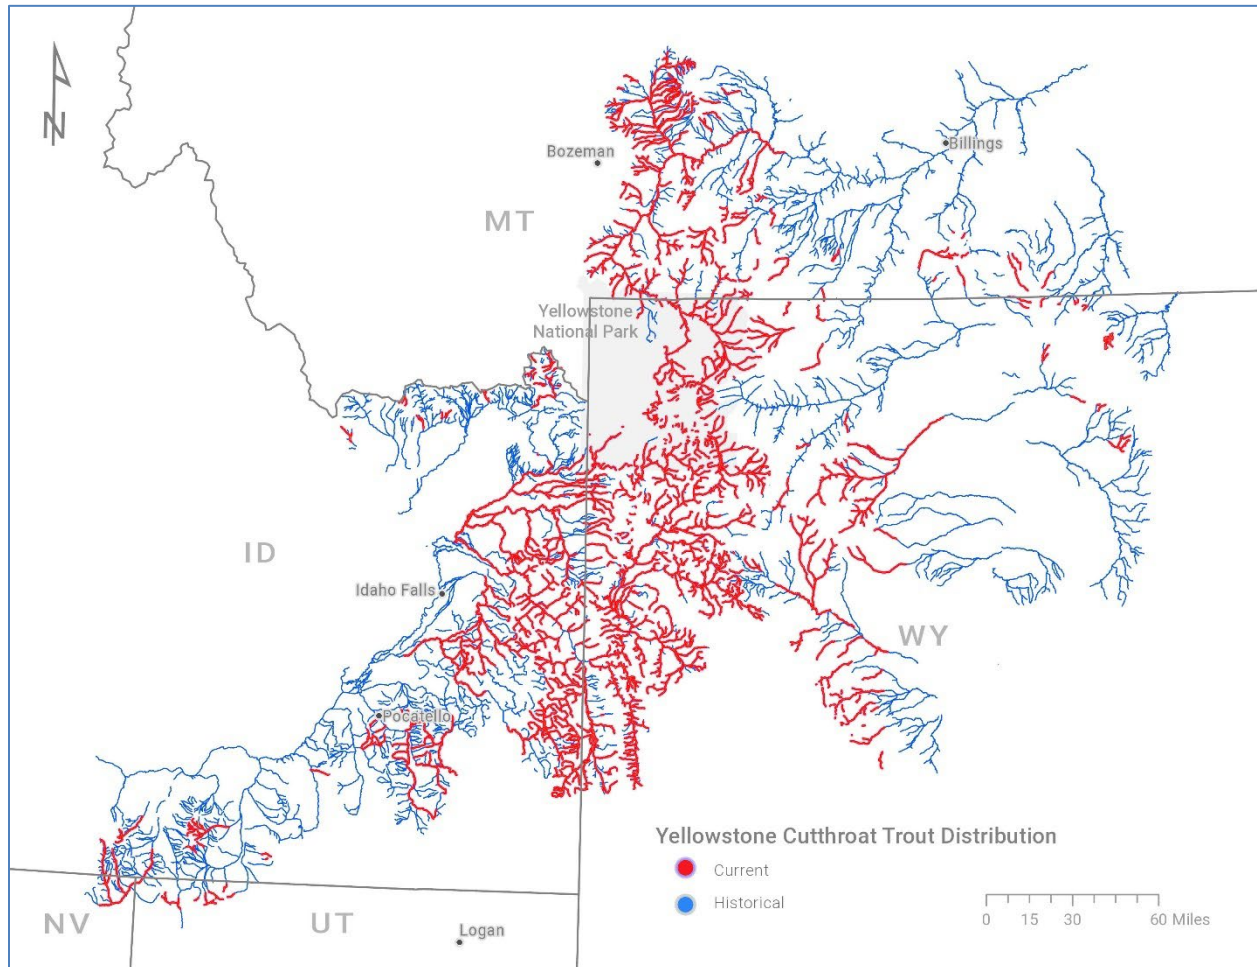 N
Bozeman
Billings
MT
Yellowstone
National Park
ID
Idaho Falls
WY
Pocatello
Yellowstone Cutthroat Trout Distribution
Current
Historical
0 15 30 60 Miles
NV
UT
Logan